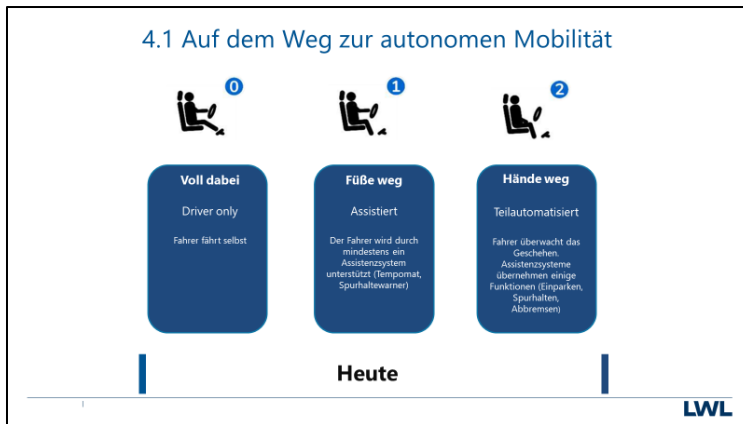 4.1 Auf dem Weg zur autonomen Mobilität
0
1
2
Voll dabei
Driver only
Fahrer fährt selbst
Füße weg
Assistiert
Der Fahrer wird durch
mindestens ein
Assistenzsystem
unterstützt (Tempomat,
Spurhaltewarner)
Hände weg
Teilautomatisiert
Fahrer überwacht das
Geschehen.
Assistenzsysteme
übernehmen einige
Funktionen (Einparken,
Spurhalten,
Abbremsen)
Heute
LWL